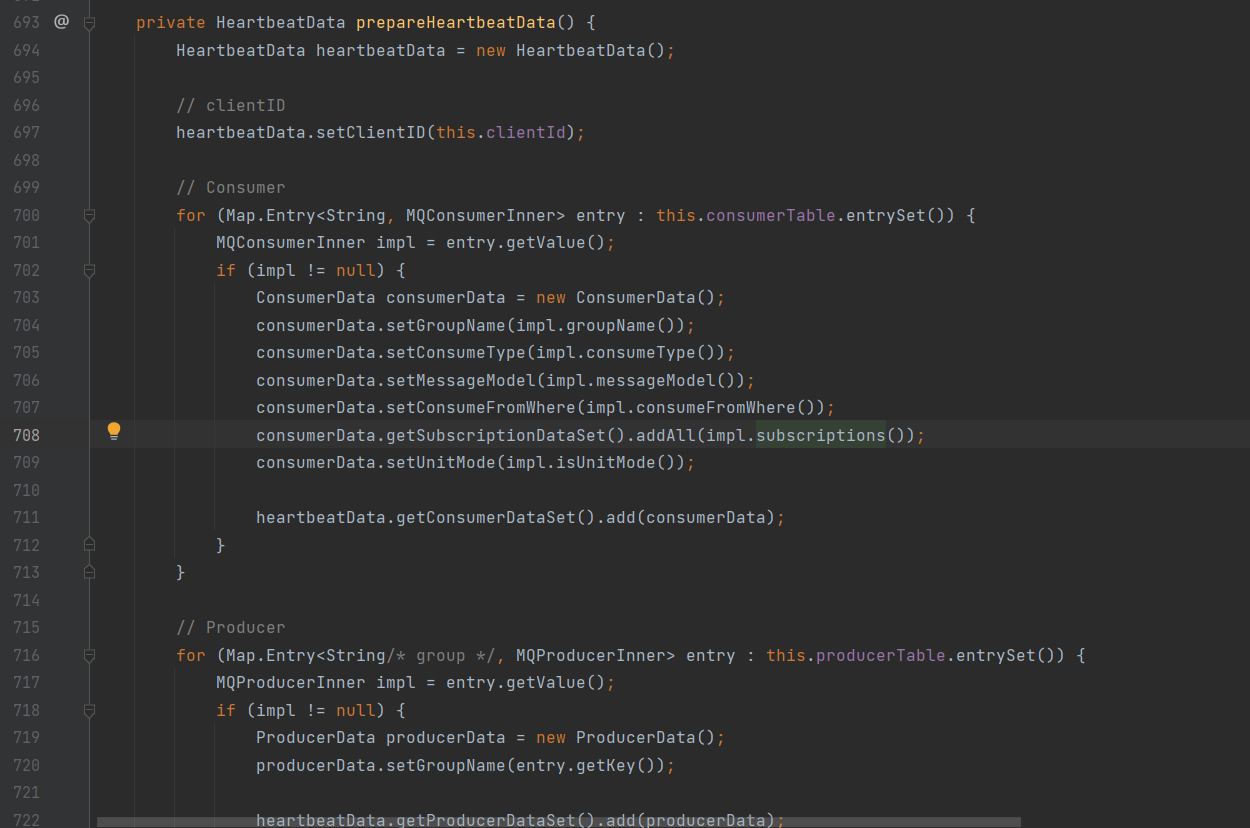 693 @ private HeartbeatData prepareHeartbeatData() {
694 HeartbeatData heartbeatData = new HeartbeatData();
695
696 // clientID
697 heartbeatData.setClientID(this.clientId);
698
699 // Consumer
700 for (Map.Entry<String, MQConsumerInner> entry : this.consumerTable.entrySet()) {
701 MQConsumerInner impl = entry.getValue();
702 if (impl != null) {
703 ConsumerData consumerData = new ConsumerData();
704 consumerData.setGroupName(impl.groupName());
705 consumerData.setConsumeType(impl.consumeType());
706 consumerData.setMessageModel(impl.messageModel());
707 consumerData.setConsumeFromWhere(impl.consumeFromWhere());
708 consumerData.getSubscriptionDataSet().addAll(impl.subscriptions());
709 consumerData.setUnitMode(impl.isUnitMode());
710
711 heartbeatData.getConsumerDataSet().add(consumerData);
712 }
713 }
714
715 // Producer
716 for (Map.Entry<String/* group */, MQProducerInner> entry : this.producerTable.entrySet()) {
717 MQProducerInner impl = entry.getValue();
718 if (impl != null) {
719 ProducerData producerData = new ProducerData();
720 producerData.setGroupName(entry.getKey());
721
722 heartbeatData.getProducerDataSet().add(producerData);